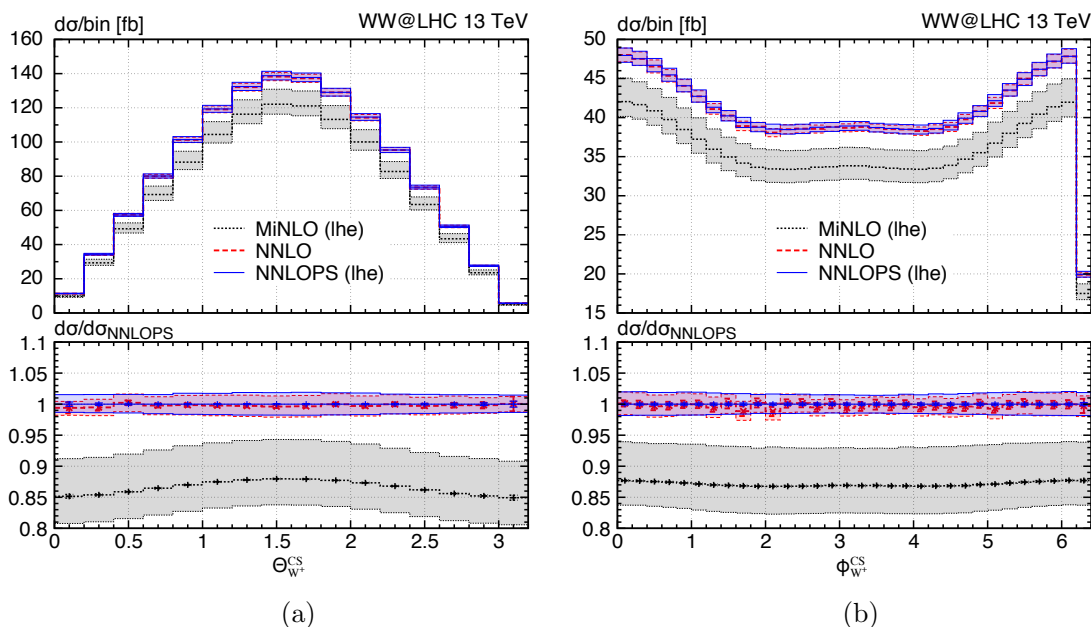 dσ/bin [fb] WW@LHC 13 TeV
160
140
120
100
80
60
40
20
0
MiNLO (lhe)
NNLO
NNLOPS (lhe)
dσ/dσNNLOPS
1.1
1.05
1
0.95
0.9
0.85
0.8
0 0.5 1 1.5 2 2.5 3
ΘW+CS
(a)
dσ/bin [fb] WW@LHC 13 TeV
50
45
40
35
30
25
20
15
MiNLO (lhe)
NNLO
NNLOPS (lhe)
dσ/dσNNLOPS
1.1
1.05
1
0.95
0.9
0.85
0.8
0 1 2 3 4 5 6
ϕW+CS
(b)